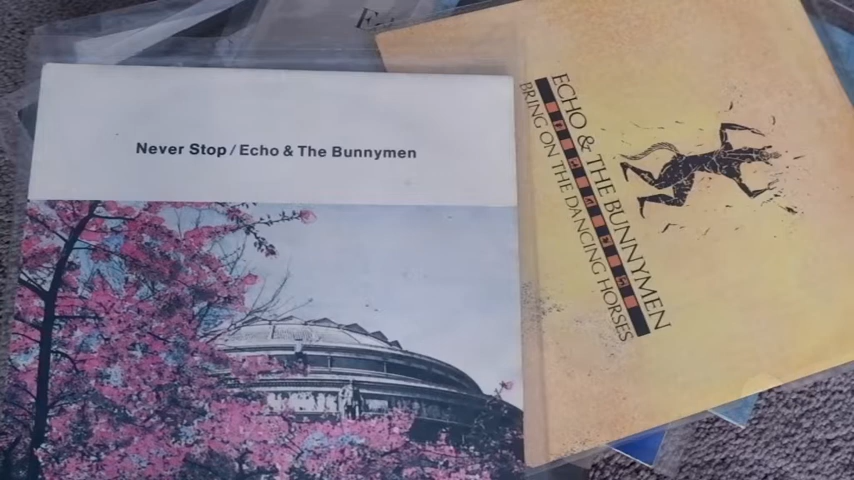 Never Stop/Echo & The Bunnymen
ECHO & THE BUNNYMEN
BRING ON THE DANCING HORSES